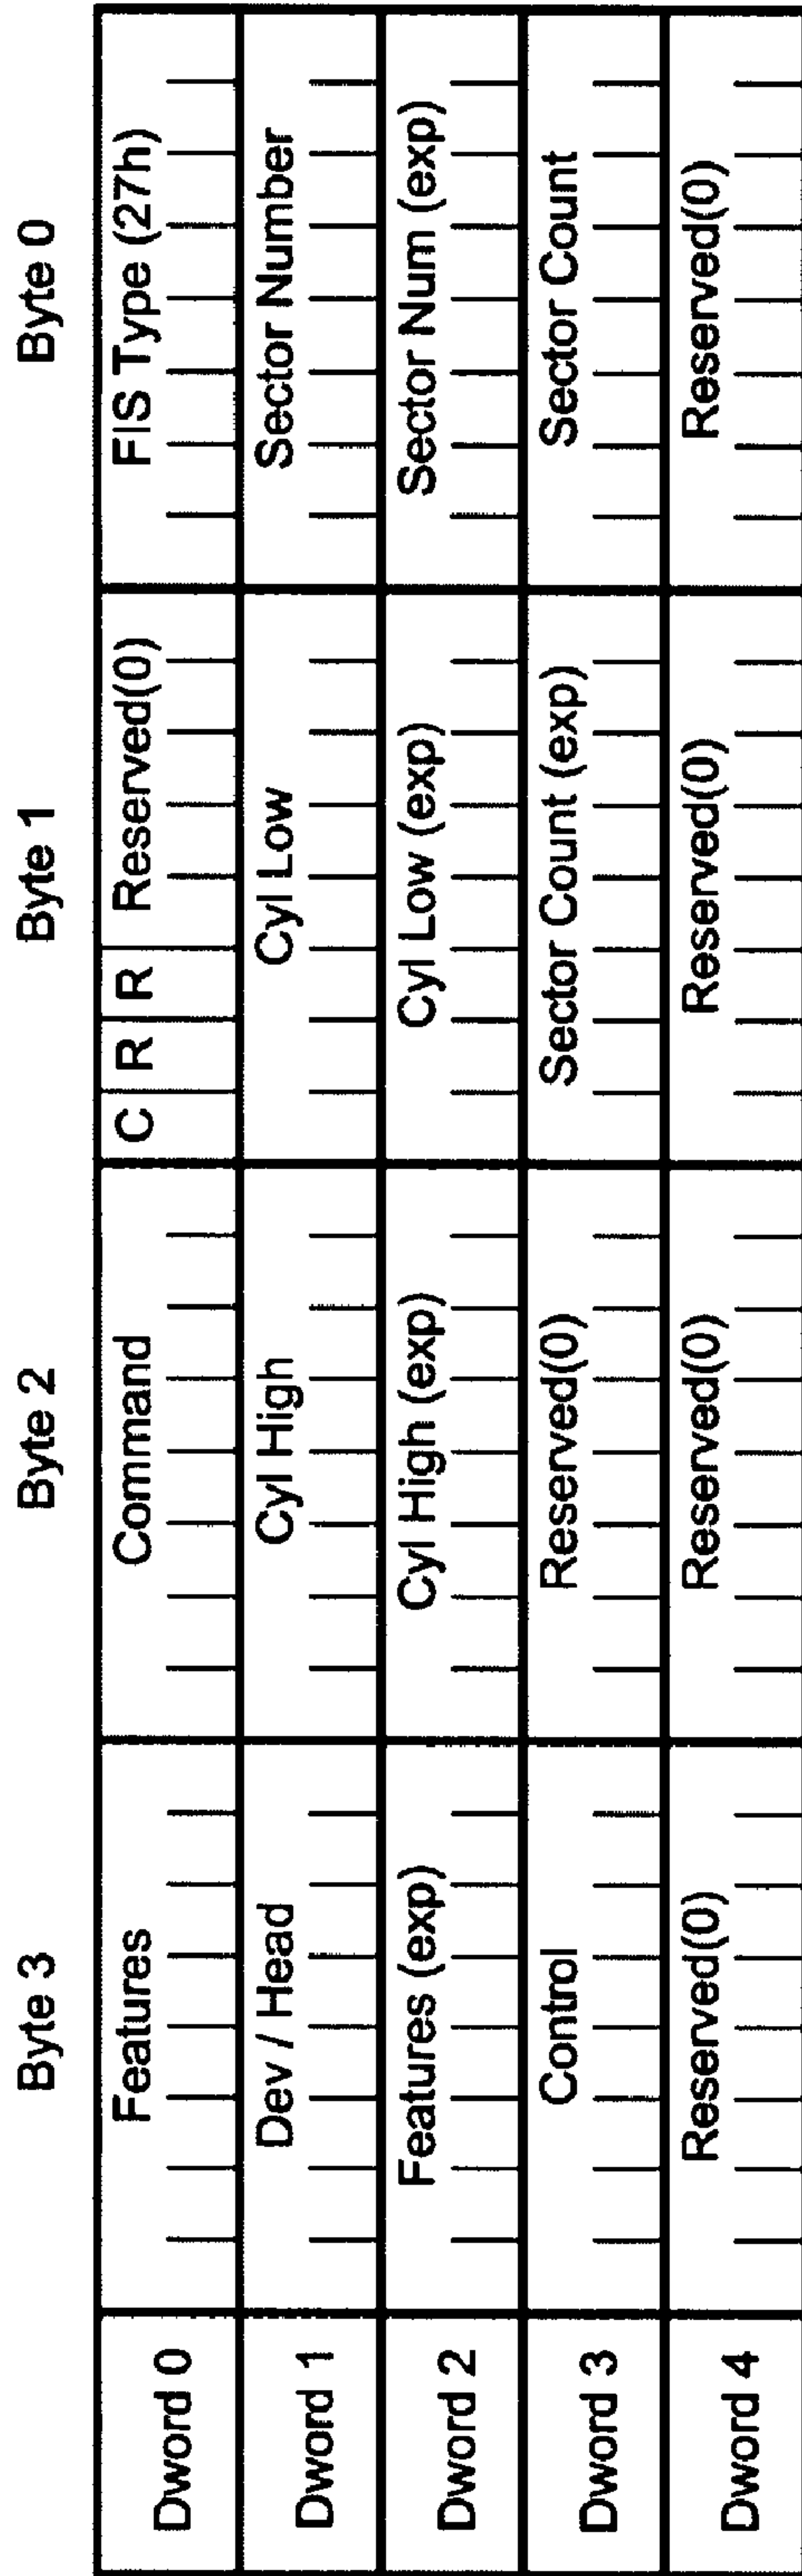 Byte 3 Byte 2 Byte 1 Byte 0
Dword 0 Features Command C R R Reserved(0) FIS Type (27h)
Dword 1 Dev / Head Cyl High Cyl Low Sector Number
Dword 2 Features (exp) Cyl High (exp) Cyl Low (exp) Sector Num (exp)
Dword 3 Control Reserved(0) Sector Count (exp) Sector Count
Dword 4 Reserved(0) Reserved(0) Reserved(0) Reserved(0)